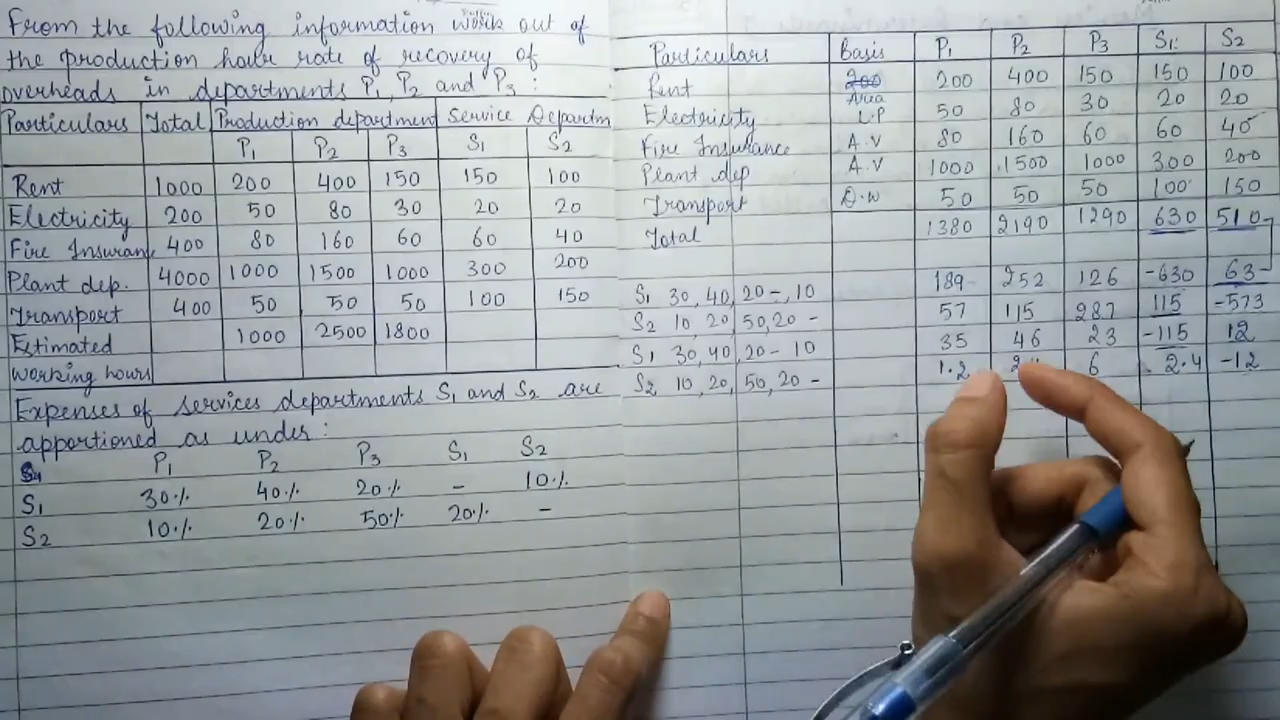 From the following information work out of
the production hour rate of recovery of
overheads in departments P1, P2 and P3 :
Particulars Total Production department Service Departm
P1 P2 P3 S1 S2
Rent 1000 200 400 150 150 100
Electricity 200 50 80 30 20 20
Fire Insuranc 400 80 160 60 60 40
Plant dep. 4000 1000 1500 1000 300 200
Transport 400 50 50 50 100 150
Estimated 1000 2500 1800
working hours
Expenses of services departments S1 and S2 are
apportioned as under:
P1 P2 P3 S1 S2
S1 30% 40% 20% - 10%
S2 10% 20% 50% 20% -
Particulars Basis P1 P2 P3 S1 S2
Rent 200 200 400 150 150 100
Area
Electricity L.P 50 80 30 20 20
Fire Insurance A.V 80 160 60 60 40
Plant dep A.V 1000 1500 1000 300 200
Transport D.W 50 50 50 100 150
Total 1380 2190 1290 630 510
S1 30, 40, 20 -, 10 189 252 126 -630 63
S2 10 20, 50, 20 - 57 115 287 115 -573
S1 30, 40, 20 - 10 35 46 23 -115 12
S2 10, 20, 50, 20 - 1.2 6 2.4 -12